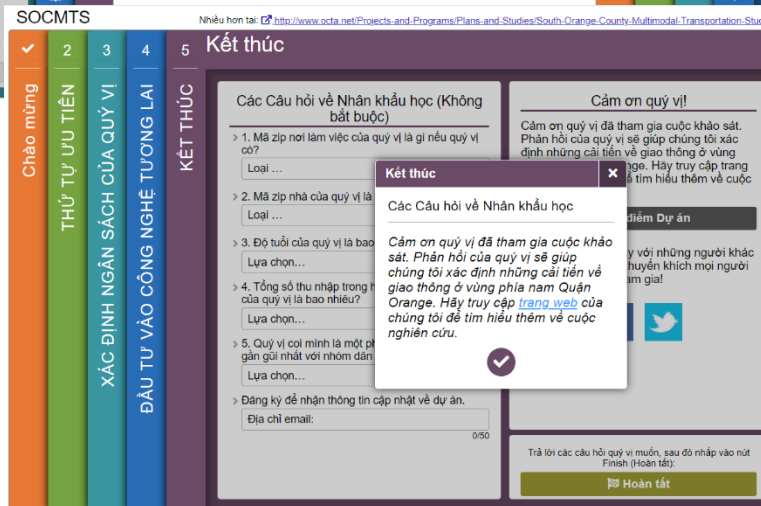 SOCMTS
Nhiều hơn tại: http://www.octa.net/Projects-and-Programs/Plans-and-Studies/South-Orange-County-Multimodal-Transportation-Stud
Chào mừng
2
THỨ TỰ ƯU TIÊN
3
XÁC ĐỊNH NGÂN SÁCH CỦA QUÝ VỊ
4
ĐẦU TƯ VÀO CÔNG NGHỆ TƯƠNG LAI
5
KẾT THÚC
Kết thúc
Các Câu hỏi về Nhân khẩu học (Không
bắt buộc)
1. Mã zip nơi làm việc của quý vị là gì nếu quý vị
có?
Loại ...
2. Mã zip nhà của quý vị là
Loại ...
3. Độ tuổi của quý vị là bao
Lựa chọn...
4. Tổng số thu nhập trong h
của quý vị là bao nhiêu?
Lựa chọn...
5. Quý vị coi mình là một ph
gần gũi nhất với nhóm dân
Lựa chọn...
Đăng ký để nhận thông tin cập nhật về dự án.
Địa chỉ email:
0/50
Kết thúc
Các Câu hỏi về Nhân khẩu học
Cảm ơn quý vị đã tham gia cuộc khảo
sát. Phản hồi của quý vị sẽ giúp
chúng tôi xác định những cải tiến về
giao thông ở vùng phía nam Quận
Orange. Hãy truy cập trang web của
chúng tôi để tìm hiểu thêm về cuộc
nghiên cứu.
Cảm ơn quý vị!
Cảm ơn quý vị đã tham gia cuộc khảo sát.
Phản hồi của quý vị sẽ giúp chúng tôi xác
định những cải tiến về giao thông ở vùng
nge. Hãy truy cập trang
tìm hiểu thêm về cuộc
điểm Dự án
y với những người khác
huyến khích mọi người
am gia!
Trả lời các câu hỏi quý vị muốn, sau đó nhấp vào nút
Finish (Hoàn tất):
Hoàn tất